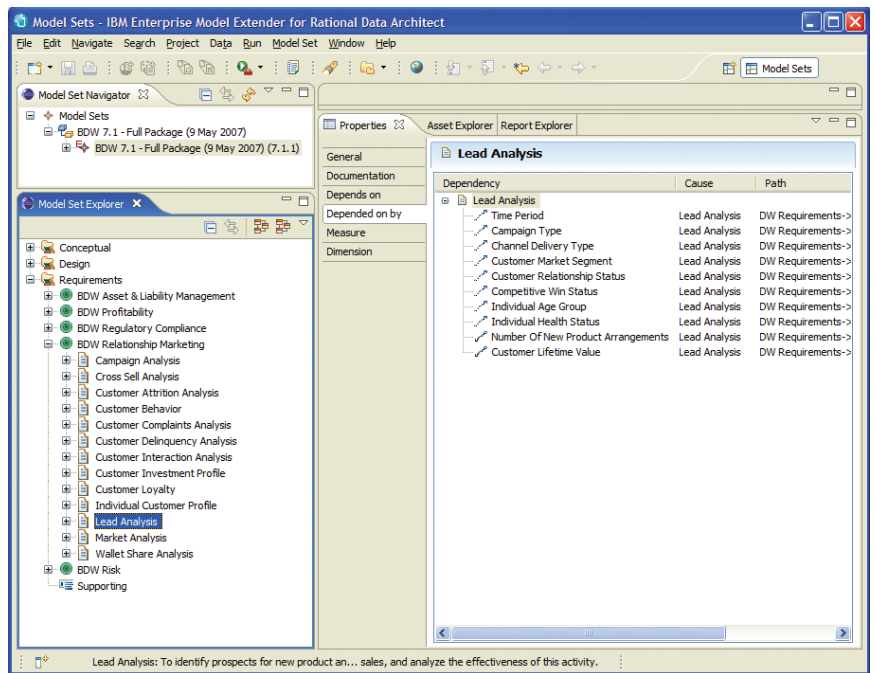 Model Sets - IBM Enterprise Model Extender for Rational Data Architect
File Edit Navigate Search Project Data Run Model Set Window Help
Model Sets
Model Set Navigator
Model Sets
BDW 7.1 - Full Package (9 May 2007)
BDW 7.1 - Full Package (9 May 2007) (7.1.1)
Model Set Explorer
Conceptual
Design
Requirements
BDW Asset & Liability Management
BDW Profitability
BDW Regulatory Compliance
BDW Relationship Marketing
Campaign Analysis
Cross Sell Analysis
Customer Attrition Analysis
Customer Behavior
Customer Complaints Analysis
Customer Delinquency Analysis
Customer Interaction Analysis
Customer Investment Profile
Customer Loyalty
Individual Customer Profile
Lead Analysis
Market Analysis
Wallet Share Analysis
BDW Risk
Supporting
Properties Asset Explorer Report Explorer
General
Documentation
Depends on
Depended on by
Measure
Dimension
Lead Analysis
Dependency Cause Path
Lead Analysis
Time Period Lead Analysis DW Requirements->
Campaign Type Lead Analysis DW Requirements->
Channel Delivery Type Lead Analysis DW Requirements->
Customer Market Segment Lead Analysis DW Requirements->
Customer Relationship Status Lead Analysis DW Requirements->
Competitive Win Status Lead Analysis DW Requirements->
Individual Age Group Lead Analysis DW Requirements->
Individual Health Status Lead Analysis DW Requirements->
Number Of New Product Arrangements Lead Analysis DW Requirements->
Customer Lifetime Value Lead Analysis DW Requirements->
Lead Analysis: To identify prospects for new product an... sales, and analyze the effectiveness of this activity.